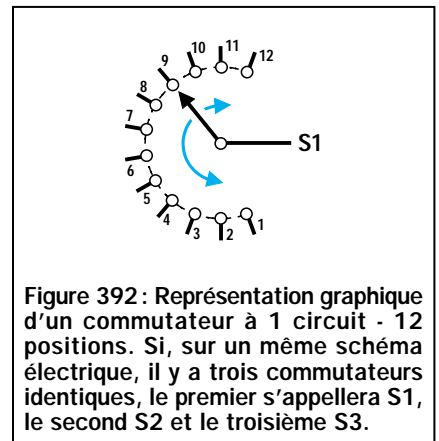 10
11
12
9
8
7
S1
6
5
4
3
2
1
Figure 392 : Représentation graphique
d'un commutateur à 1 circuit - 12
positions. Si, sur un même schéma
électrique, il y a trois commutateurs
identiques, le premier s'appellera S1,
le second S2 et le troisième S3.